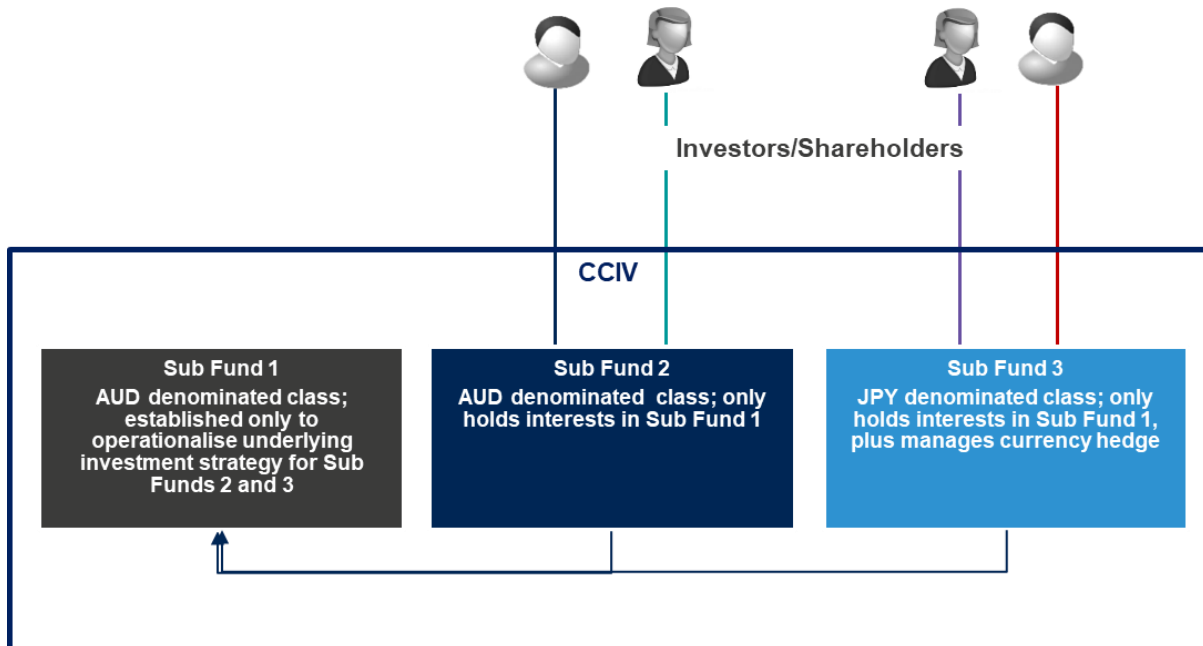 Investors/Shareholders
CCIV
Sub Fund 1
AUD denominated class;
established only to
operationalise underlying
investment strategy for Sub
Funds 2 and 3
Sub Fund 2
AUD denominated class; only
holds interests in Sub Fund 1
Sub Fund 3
JPY denominated class; only
holds interests in Sub Fund 1,
plus manages currency hedge